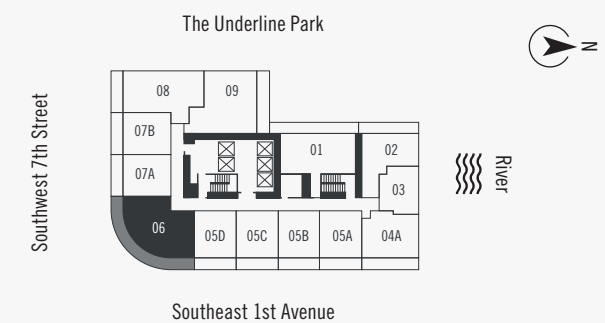 The Underline Park
N
Southwest 7th Street
08
09
07B
01
02
07A
03
River
06
05D
05C
05B
05A
04A
Southeast 1st Avenue